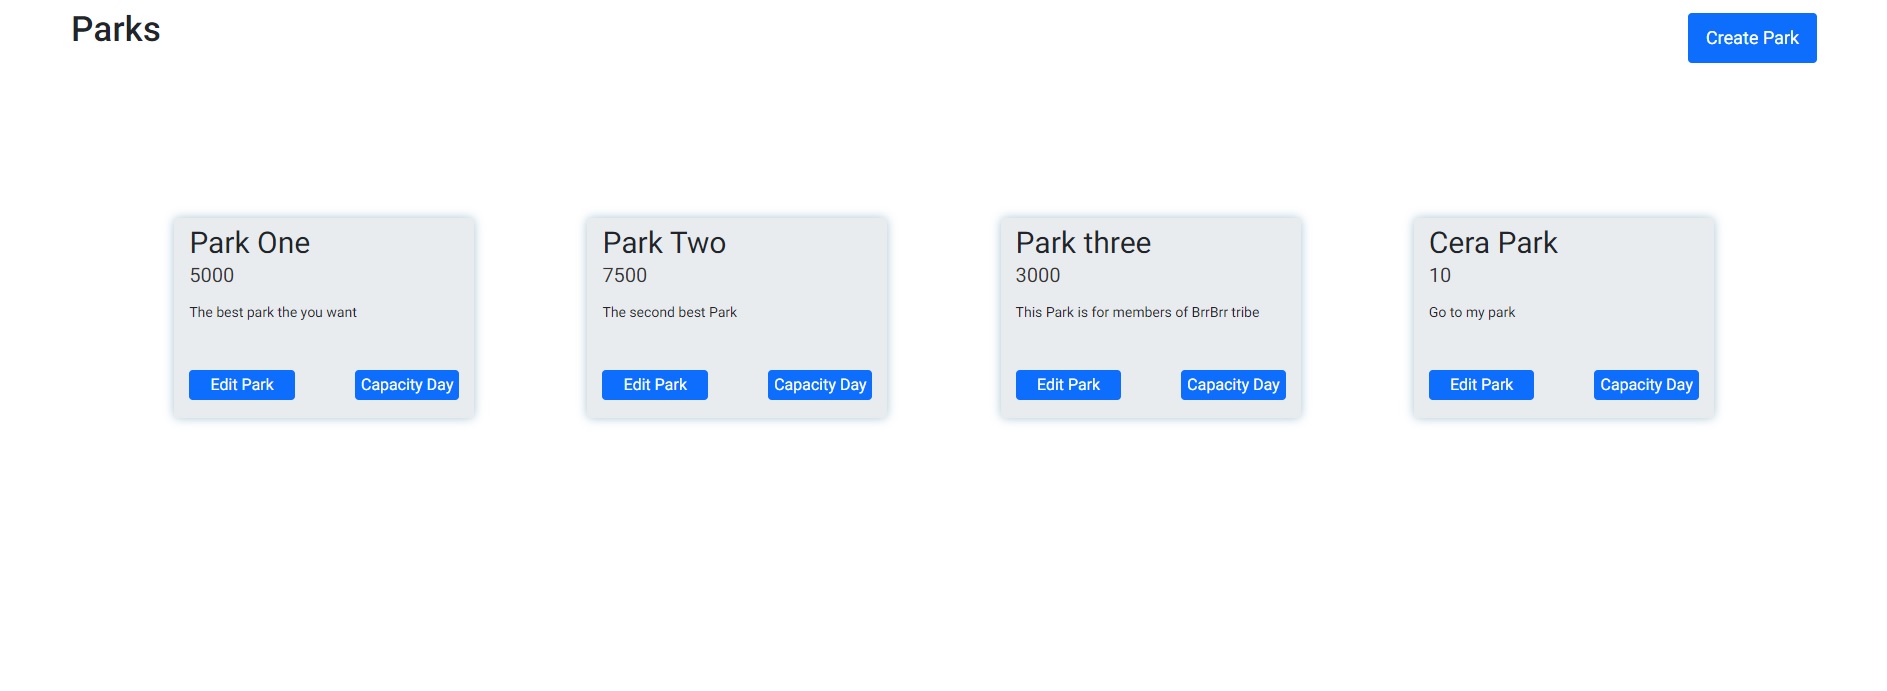 Parks
Create Park
Park One
5000
The best park the you want
Edit Park
Capacity Day
Park Two
7500
The second best Park
Edit Park
Capacity Day
Park three
3000
This Park is for members of BrrBrr tribe
Edit Park
Capacity Day
Cera Park
10
Go to my park
Edit Park
Capacity Day